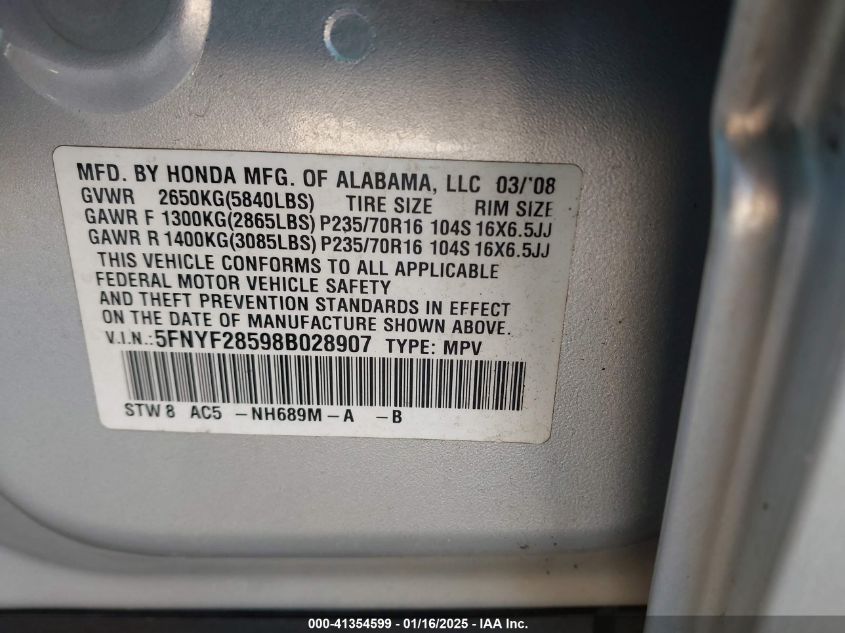 MFD. BY HONDA MFG. OF ALABAMA, LLC 03/'08
GVWR 2650KG(5840LBS) TIRE SIZE RIM SIZE
GAWR F 1300KG(2865LBS) P235/70R16 104S 16X6.5JJ
GAWR R 1400KG(3085LBS) P235/70R16 104S 16X6.5JJ
THIS VEHICLE CONFORMS TO ALL APPLICABLE
FEDERAL MOTOR VEHICLE SAFETY
AND THEFT PREVENTION STANDARDS IN EFFECT
ON THE DATE OF MANUFACTURE SHOWN ABOVE.
V.I.N.:5FNYF28598B028907 TYPE: MPV
STW8 AC5 -NH689M-A -B
000-41354599 — 01/16/2025 — IAA Inc.